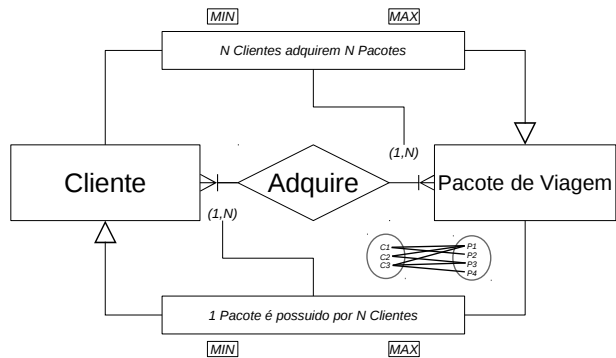 MIN
MAX
N Clientes adquirem N Pacotes
(1,N)
Cliente
Adquire
Pacote de Viagem
(1,N)
C1
C2
C3
P1
P2
P3
P4
1 Pacote é possuido por N Clientes
MIN
MAX